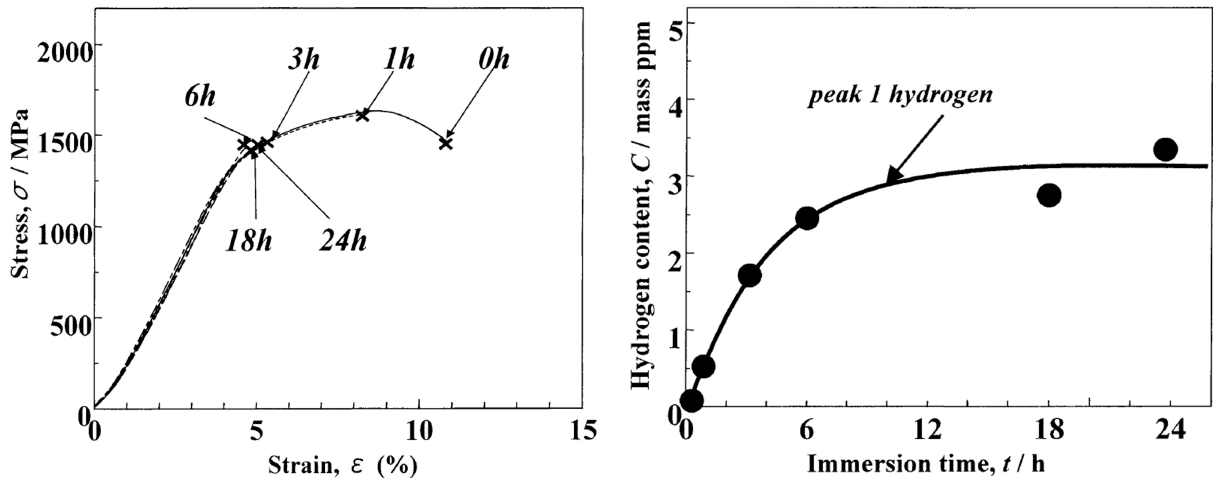 Stress, σ / MPa
2000
1500
1000
500
0
0
5
10
15
Strain, ε (%)
6h
3h
1h
0h
18h
24h
Hydrogen content, C / mass ppm
5
4
3
2
1
0
0
6
12
18
24
Immersion time, t / h
peak 1 hydrogen